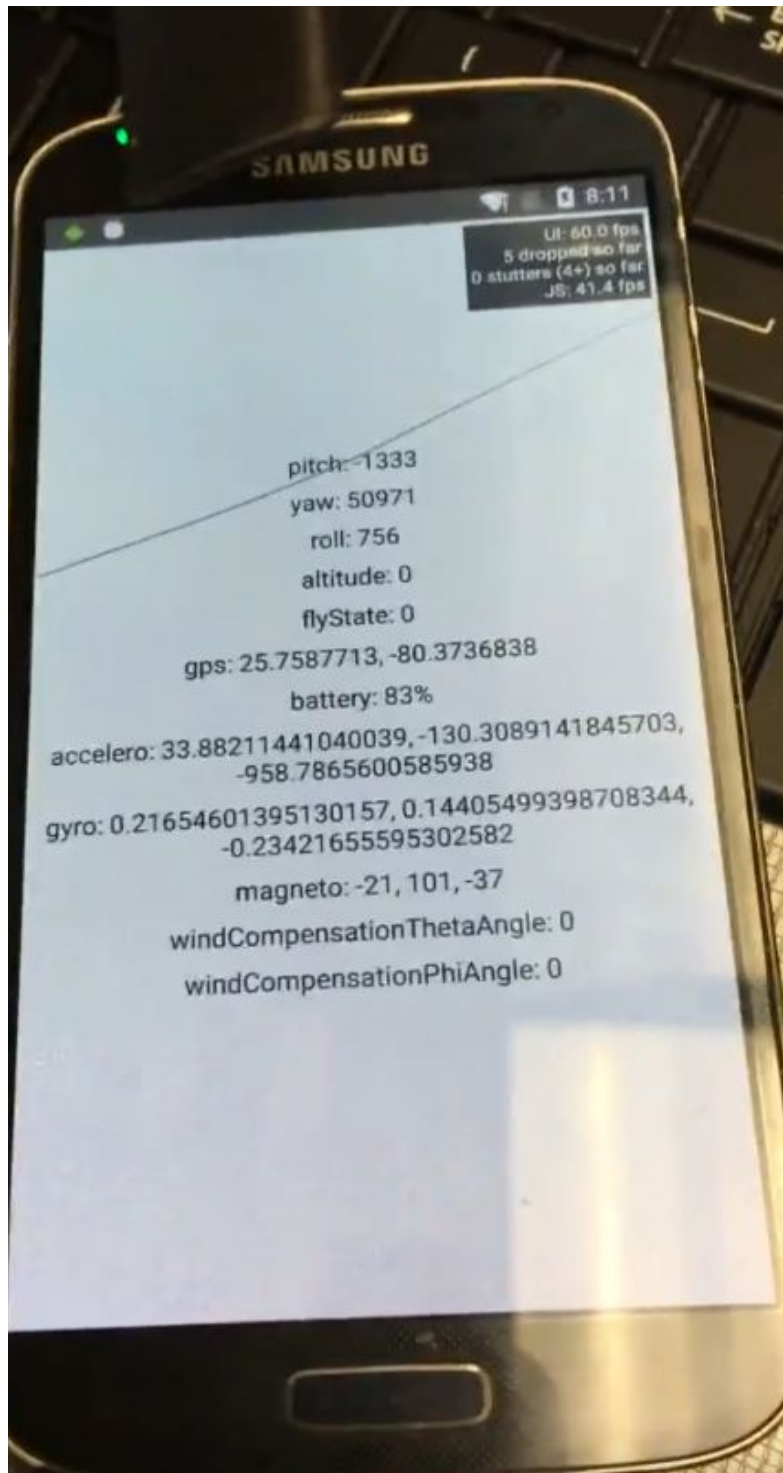 SAMSUNG
8:11
UI: 60.0 fps
5 dropped so far
0 stutters (4+) so far
JS: 41.4 fps
pitch: -1333
yaw: 50971
roll: 756
altitude: 0
flyState: 0
gps: 25.7587713, -80.3736838
battery: 83%
accelero: 33.88211441040039, -130.3089141845703,
-958.7865600585938
gyro: 0.21654601395130157, 0.14405499398708344,
-0.23421655595302582
magneto: -21, 101, -37
windCompensationThetaAngle: 0
windCompensationPhiAngle: 0